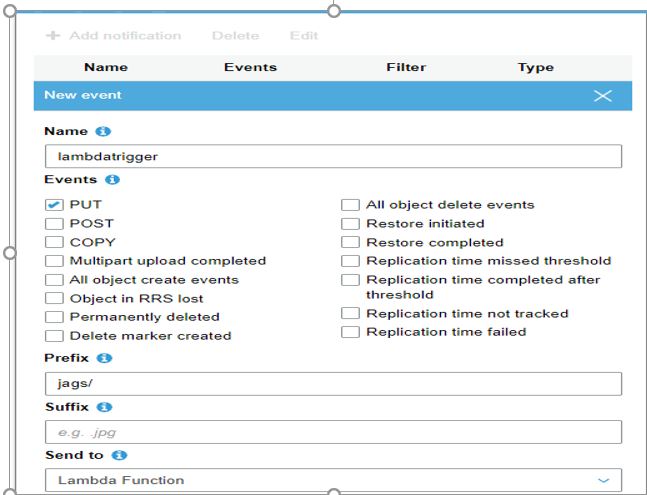 Add notification Delete Edit
Name Events Filter Type
New event
Name
lambdatrigger
Events
PUT
POST
COPY
Multipart upload completed
All object create events
Object in RRS lost
Permanently deleted
Delete marker created
All object delete events
Restore initiated
Restore completed
Replication time missed threshold
Replication time completed after
threshold
Replication time not tracked
Replication time failed
Prefix
jags/
Suffix
e.g. .jpg
Send to
Lambda Function